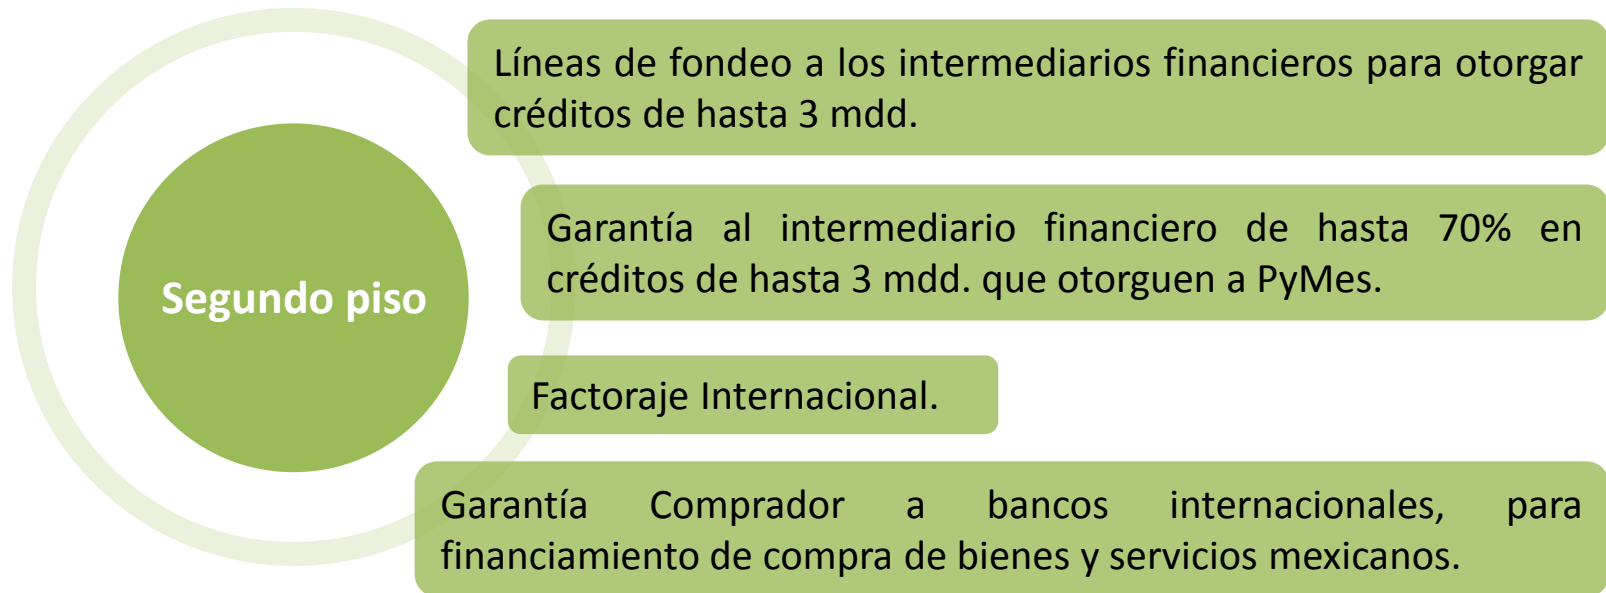 Líneas de fondeo a los intermediarios financieros para otorgar
créditos de hasta 3 mdd.
Garantía al intermediario financiero de hasta 70% en
créditos de hasta 3 mdd. que otorguen a PyMes.
Segundo piso
Factoraje Internacional.
Garantía Comprador a bancos internacionales, para
financiamiento de compra de bienes y servicios mexicanos.